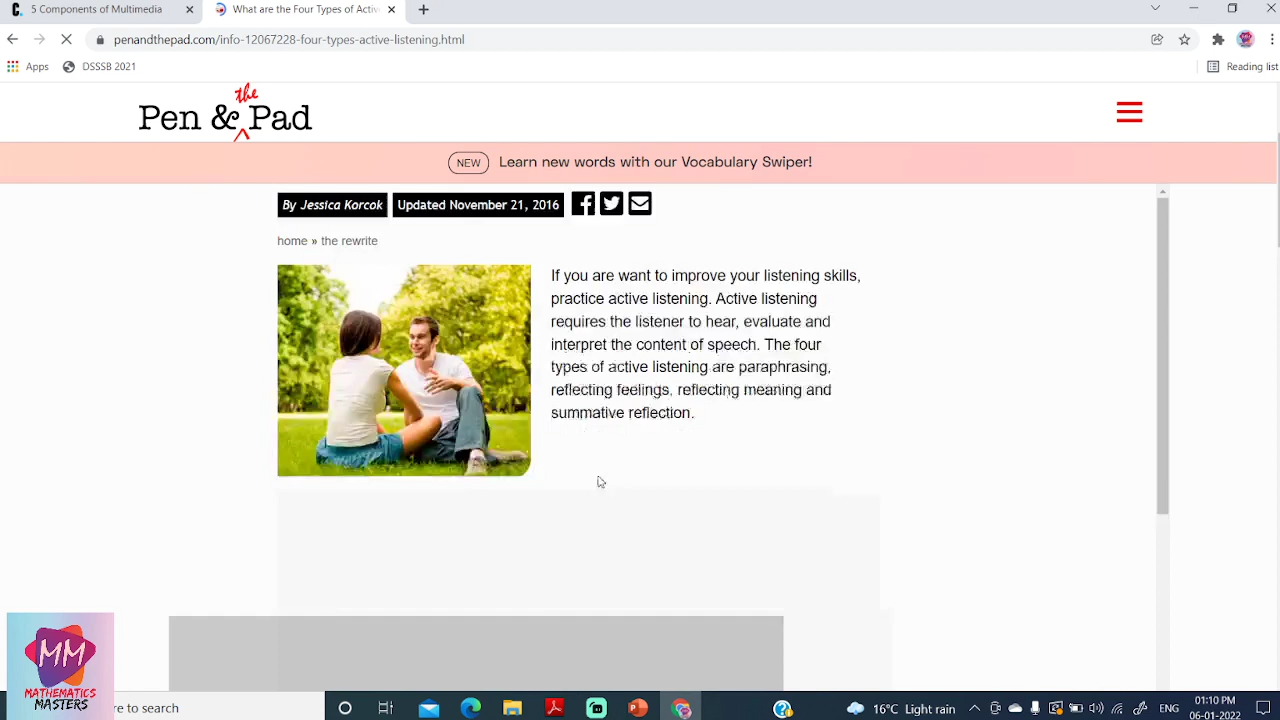 5 Components of Multimedia
What are the Four Types of Activ
penandthepad.com/info-12067228-four-types-active-listening.html
Apps
DSSSB 2021
Reading list
the
Pen & Pad
NEW
Learn new words with our Vocabulary Swiper!
By Jessica Korcok
Updated November 21, 2016
home » the rewrite
If you are want to improve your listening skills,
practice active listening. Active listening
requires the listener to hear, evaluate and
interpret the content of speech. The four
types of active listening are paraphrasing,
reflecting feelings, reflecting meaning and
summative reflection.
MM
MATHEMATICS
MASTERS
re to search
16°C Light rain
ENG
01:10 PM
06-01-2022